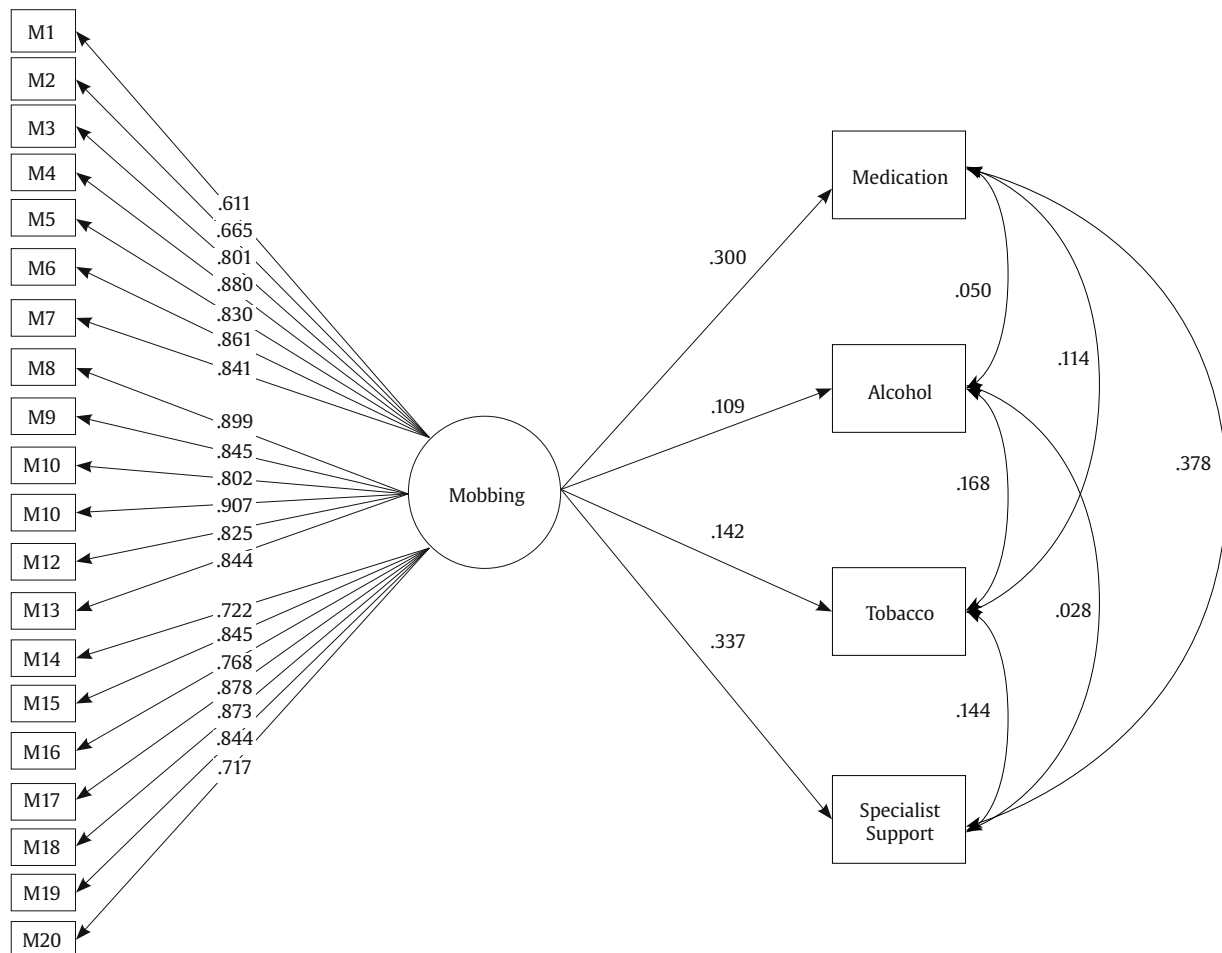 M1
M2
M3
M4
M5
M6
M7
M8
M9
M10
M10
M12
M13
M14
M15
M16
M17
M18
M19
M20
.611
.665
.801
.880
.830
.861
.841
.899
.845
.802
.907
.825
.844
.722
.845
.768
.878
.873
.844
.717
Mobbing
.300
.109
.142
.337
Medication
Alcohol
Tobacco
Specialist
Support
.050
.114
.378
.168
.028
.144